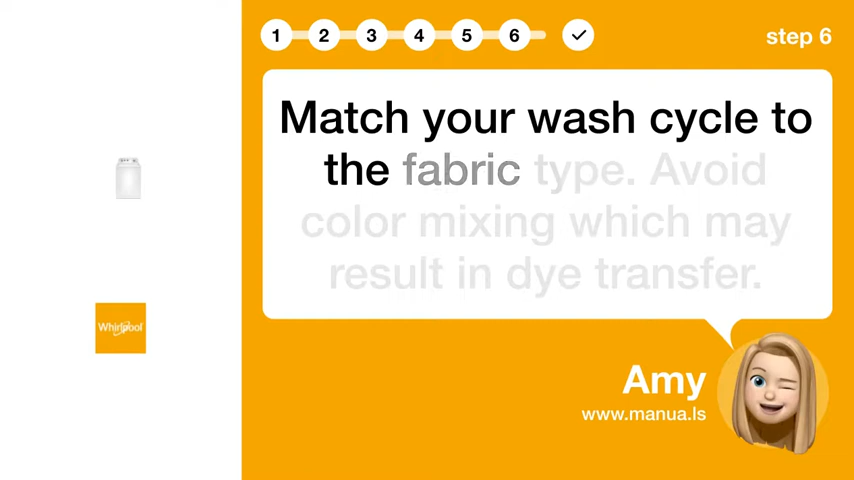 1 2 3 4 5 6
step 6
Match your wash cycle to
the fabric type. Avoid
color mixing which may
result in dye transfer.
Whirlpool
Amy
www.manua.ls